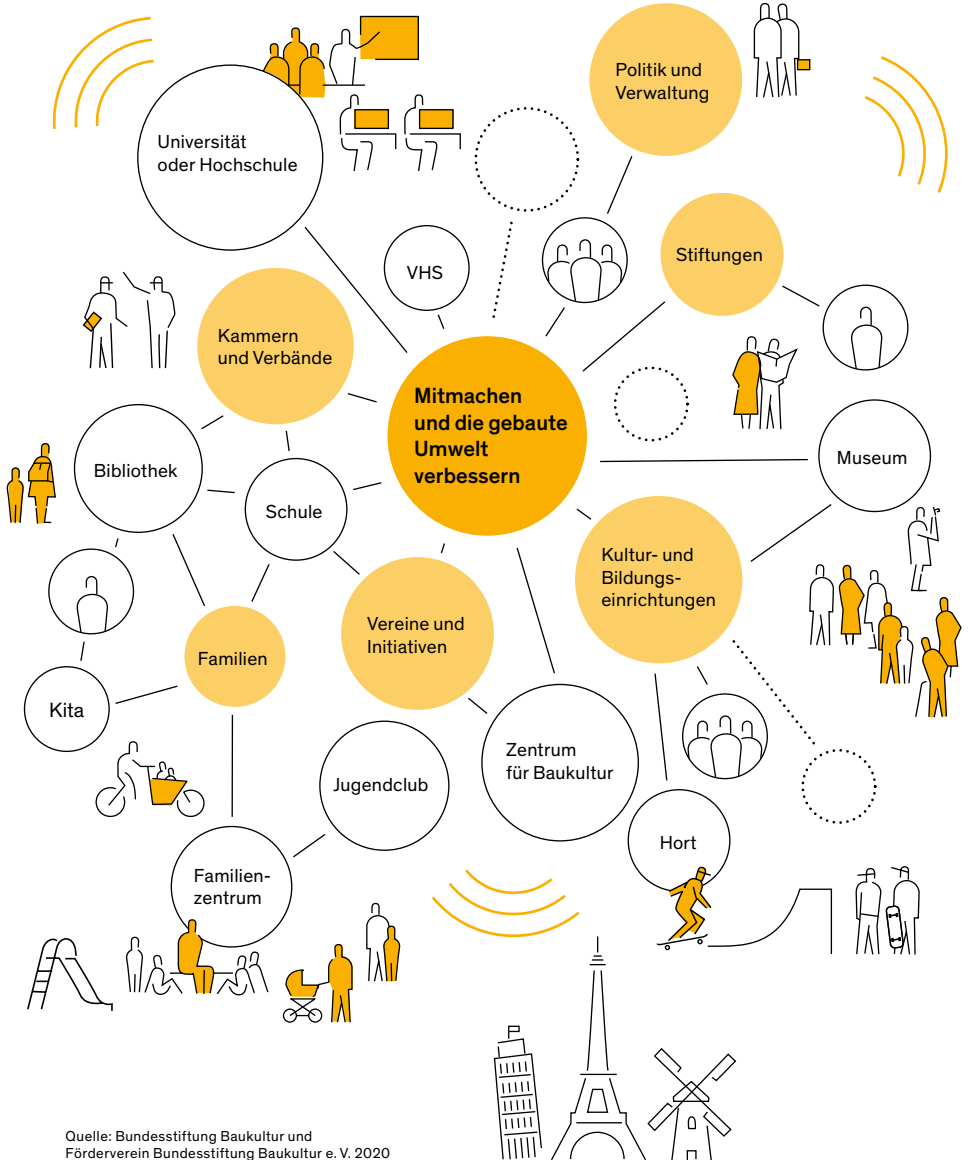 Politik und
Verwaltung
Universität
oder Hochschule
Stiftungen
VHS
Kammern
und Verbände
Mitmachen
und die gebaute
Umwelt
verbessern
Bibliothek
Museum
Schule
Kultur- und
Bildungs-
einrichtungen
Vereine und
Initiativen
Familien
Kita
Zentrum
für Baukultur
Jugendclub
Hort
Familien-
zentrum
Quelle: Bundesstiftung Baukultur und
Förderverein Bundesstiftung Baukultur e. V. 2020